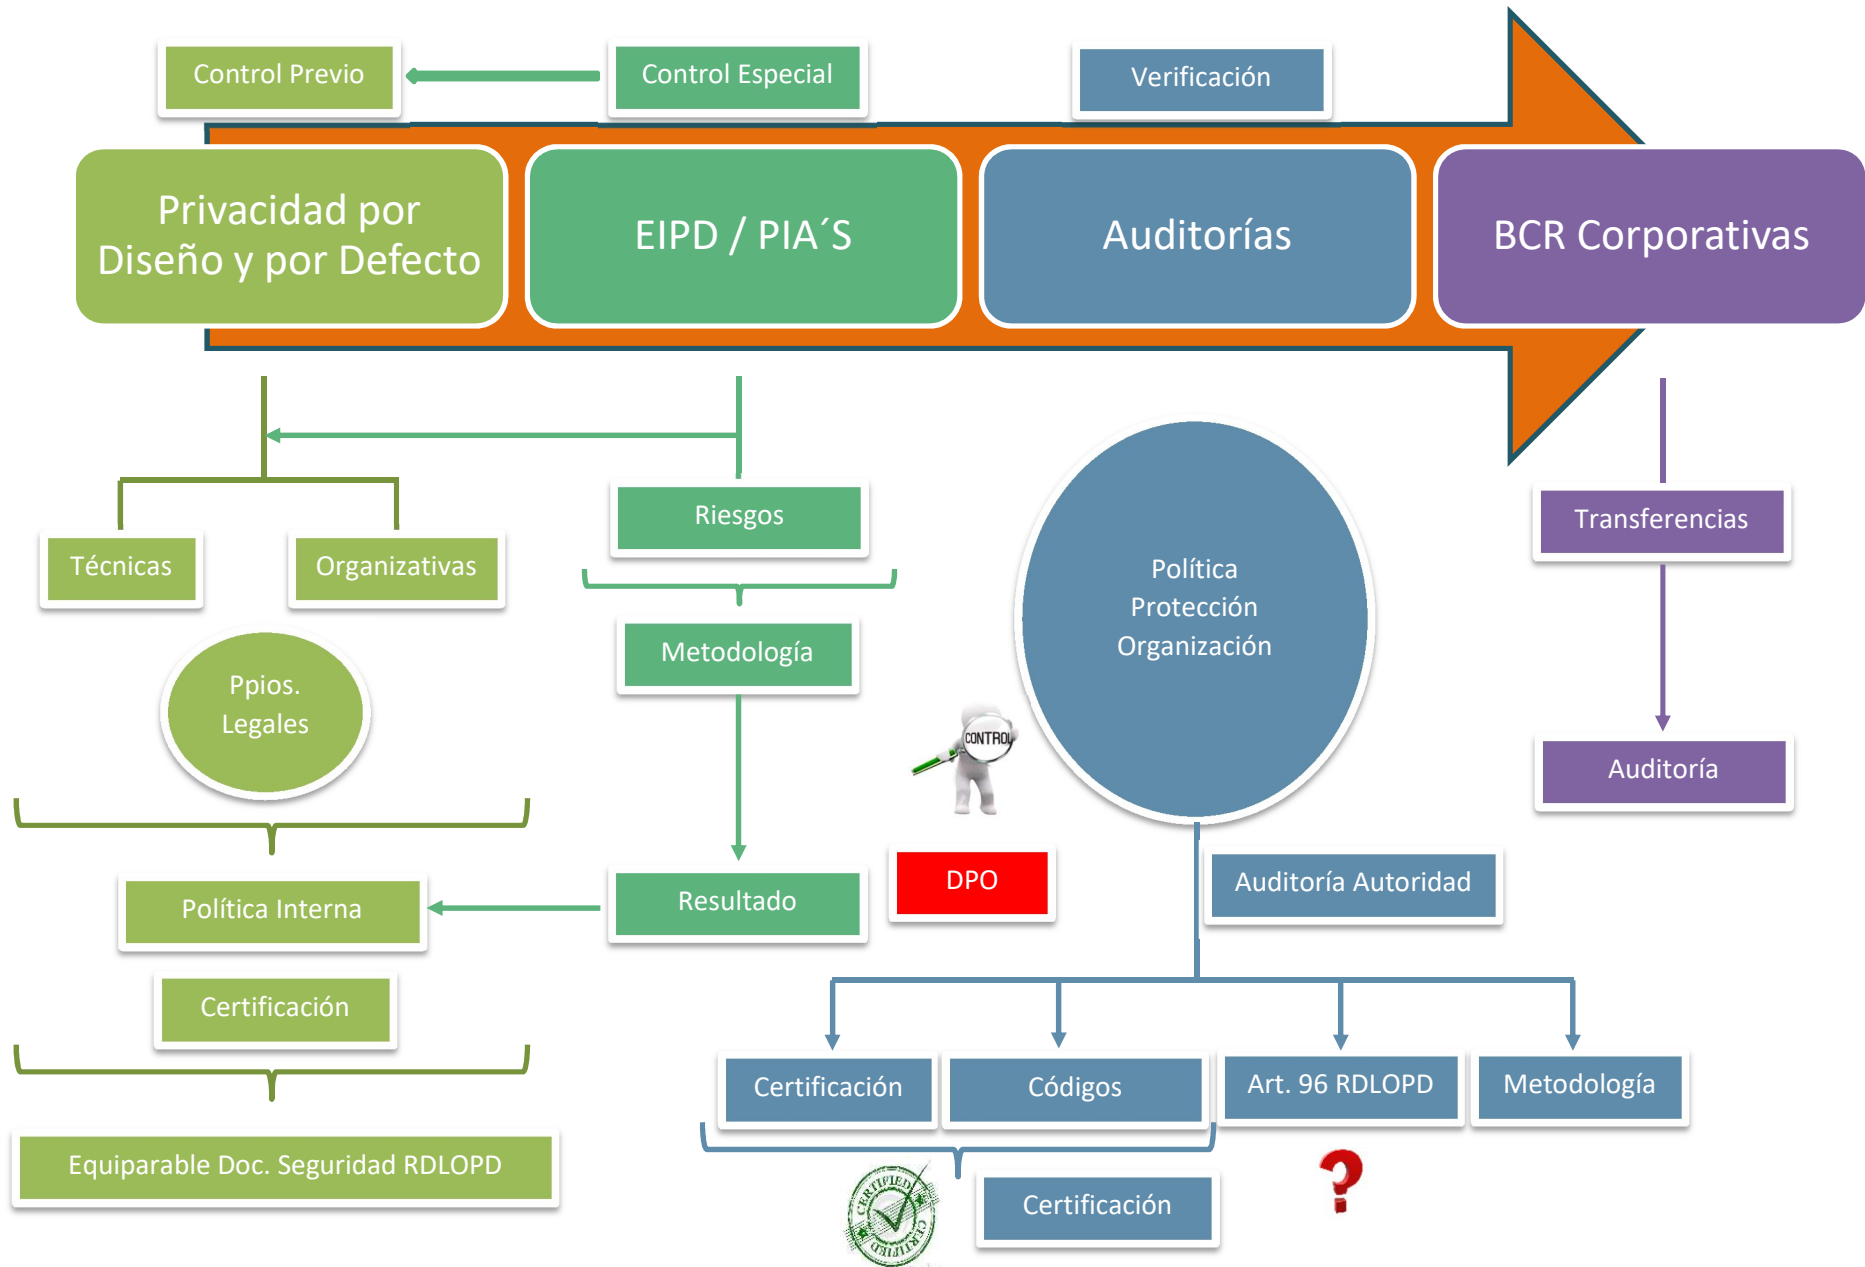 Control Previo
Control Especial
Verificación
Privacidad por
Diseño y por Defecto
EIPD / PIA´S
Auditorías
BCR Corporativas
Riesgos
Transferencias
Técnicas
Organizativas
Política
Protección
Organización
Metodología
Ppios.
Legales
CONTROL
Auditoría
DPO
Auditoría Autoridad
Política Interna
Resultado
Certificación
Certificación
Códigos
Art. 96 RDLOPD
Metodología
Equiparable Doc. Seguridad RDLOPD
?
CERTIFIED
CERTIFIED
Certificación